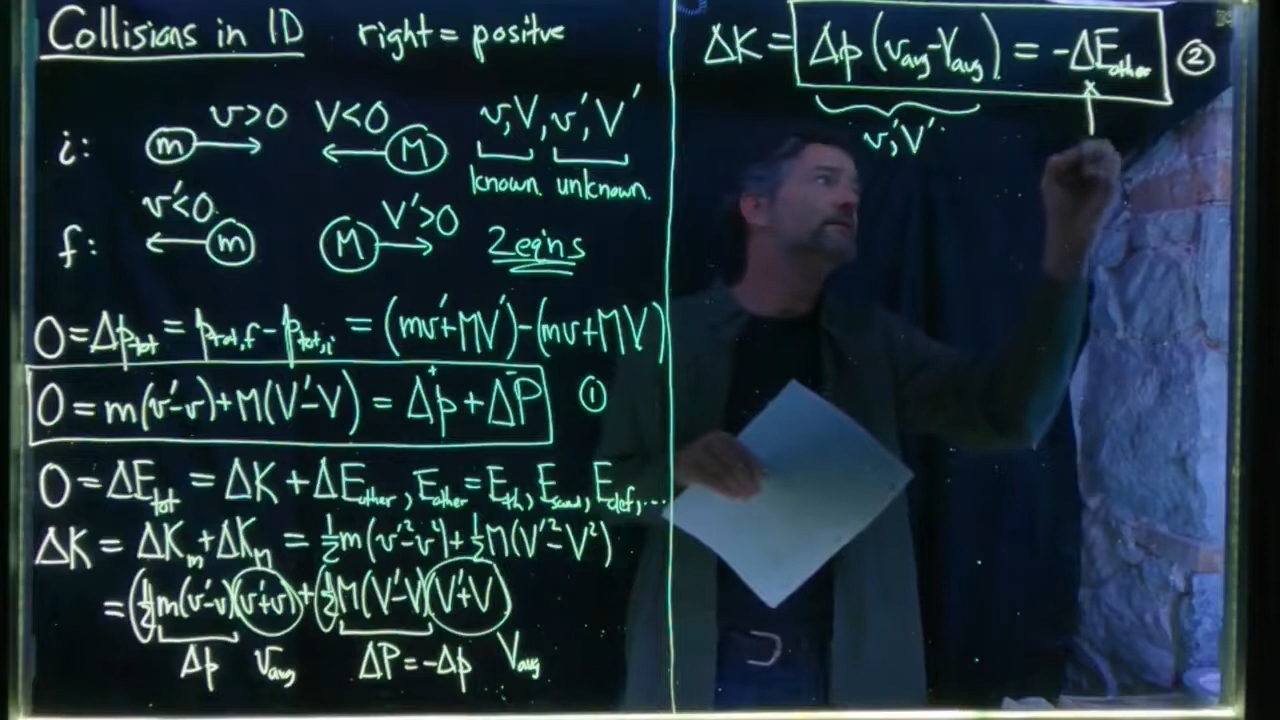 Collisions in 1D right = positive
i: m v>0 V<0 M v, V, v', V'
known. unknown.
f: v'<0 m M V'>0 2 eqns
0 = Δp_tot = p_tot,f - p_tot,i = (mv'+MV')-(mv+MV)
0 = m(v'-v)+M(V'-V) = Δp+ΔP ①
+ -
0 = ΔE_tot = ΔK + ΔE_other, E_other = E_th, E_sound, E_def, ...
ΔK = ΔK_m + ΔK_M = ½m(v'²-v²)+½M(V'²-V²)
= (½m(v'-v)(v'+v)+(½M(V'-V)(V'+V)
Δp v_avg ΔP = -Δp V_avg
ΔK = Δp(v_avg-V_avg) = -ΔE_other ②
v', V'